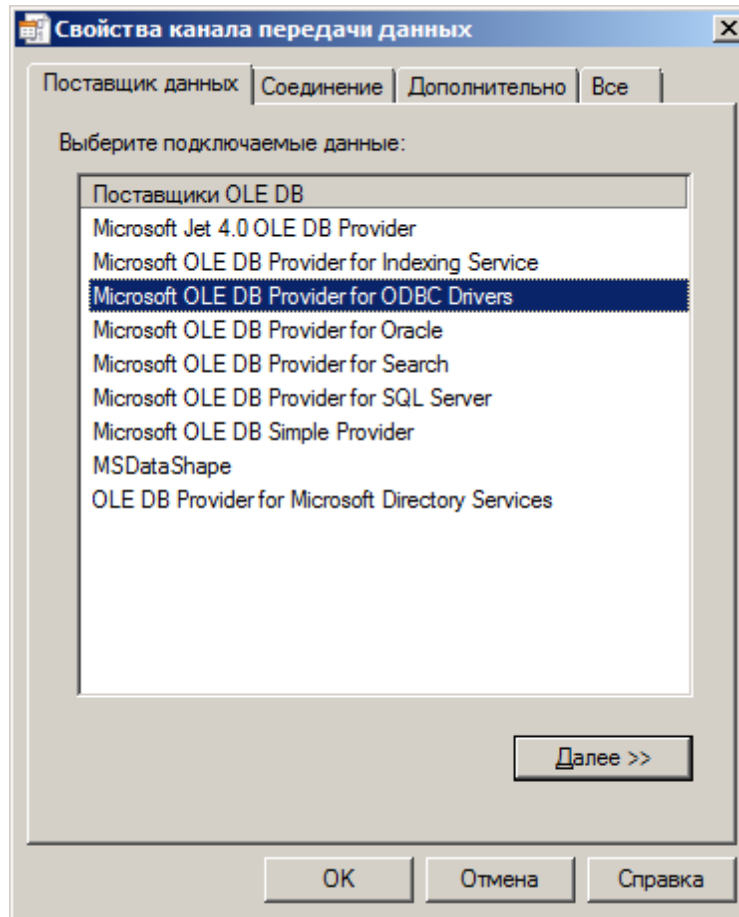 Свойства канала передачи данных
Поставщик данных Соединение Дополнительно Все
Выберите подключаемые данные:
Поставщики OLE DB
Microsoft Jet 4.0 OLE DB Provider
Microsoft OLE DB Provider for Indexing Service
Microsoft OLE DB Provider for ODBC Drivers
Microsoft OLE DB Provider for Oracle
Microsoft OLE DB Provider for Search
Microsoft OLE DB Provider for SQL Server
Microsoft OLE DB Simple Provider
MSDataShape
OLE DB Provider for Microsoft Directory Services
Далее >>
OK Отмена Справка